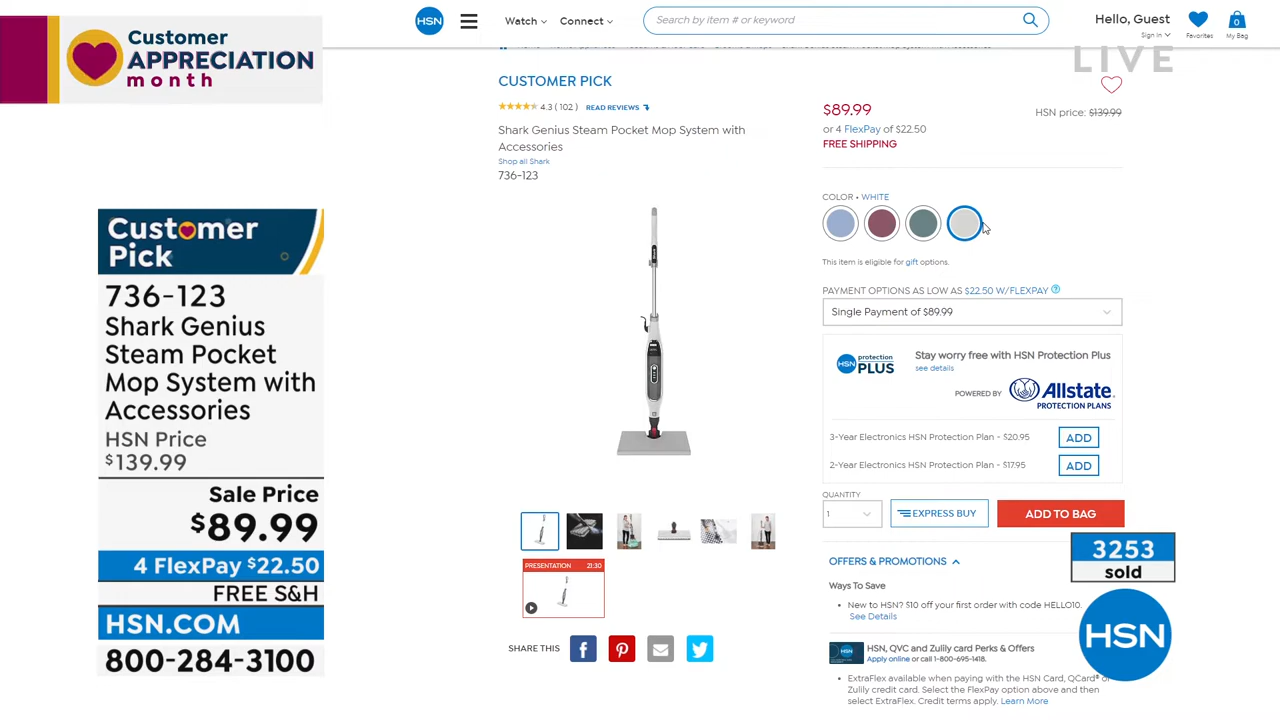 Customer
APPRECIATION
month
HSN
Watch
Connect
Search by item # or keyword
Hello, Guest
Sign in
Favorites
0
My Bag
LIVE
CUSTOMER PICK
4.3 ( 102 ) READ REVIEWS
Shark Genius Steam Pocket Mop System with
Accessories
Shop all Shark
736-123
$89.99
HSN price: $139.99
or 4 FlexPay of $22.50
FREE SHIPPING
COLOR • WHITE
This item is eligible for gift options.
PAYMENT OPTIONS AS LOW AS $22.50 W/FLEXPAY ?
Single Payment of $89.99
HSN protection PLUS
Stay worry free with HSN Protection Plus
see details
POWERED BY Allstate.
PROTECTION PLANS
3-Year Electronics HSN Protection Plan - $20.95
ADD
2-Year Electronics HSN Protection Plan - $17.95
ADD
QUANTITY
1
EXPRESS BUY
ADD TO BAG
OFFERS & PROMOTIONS
Ways To Save
• New to HSN? $10 off your first order with code HELLO10.
See Details
HSN, QVC and Zulily card Perks & Offers
Apply online or call 1-800-695-1418.
• ExtraFlex available when paying with the HSN Card, QCard® or
Zulily credit card. Select the FlexPay option above and then
select ExtraFlex. Credit terms apply. Learn More
PRESENTATION 21:30
SHARE THIS
Customer
Pick
736-123
Shark Genius
Steam Pocket
Mop System with
Accessories
HSN Price
$139.99
Sale Price
$89.99
4 FlexPay $22.50
FREE S&H
HSN.COM
800-284-3100
3253
sold
HSN